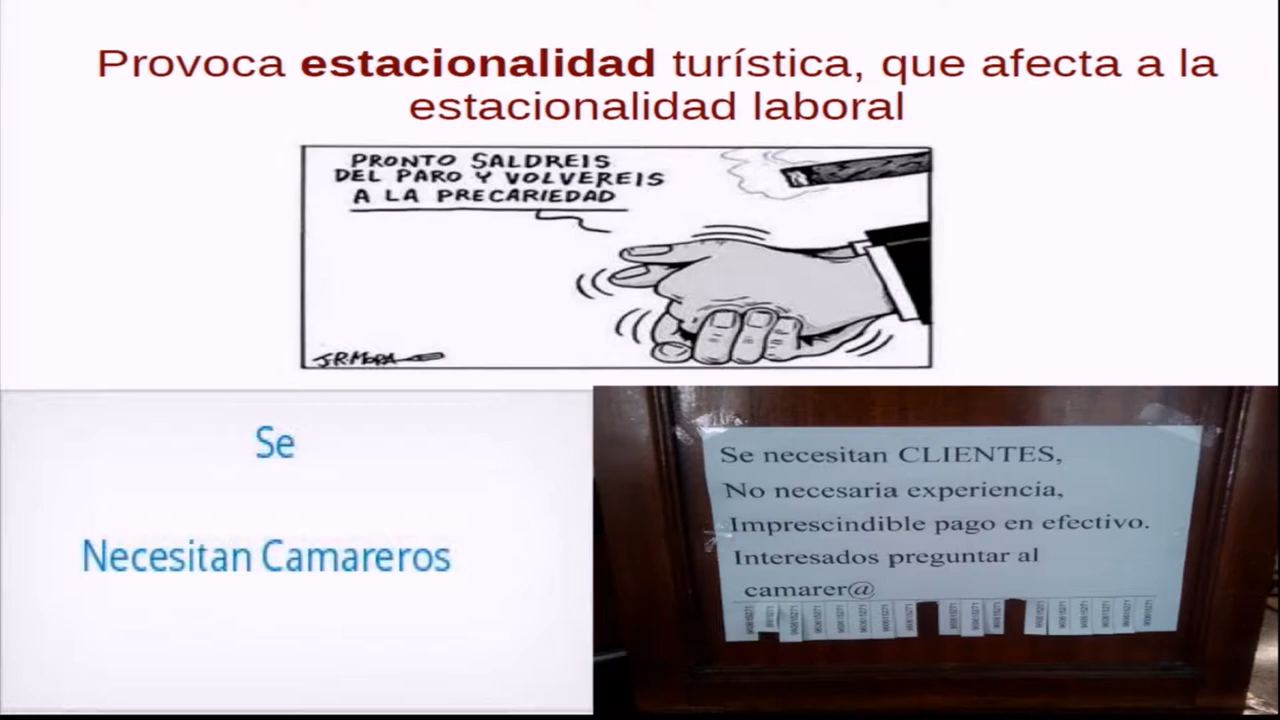 Provoca estacionalidad turística, que afecta a la
estacionalidad laboral
PRONTO SALDREIS
DEL PARO Y VOLVEREIS
A LA PRECARIEDAD
J.R.MORA
Se
Necesitan Camareros
Se necesitan CLIENTES,
No necesaria experiencia,
Imprescindible pago en efectivo.
Interesados preguntar al
camarer@